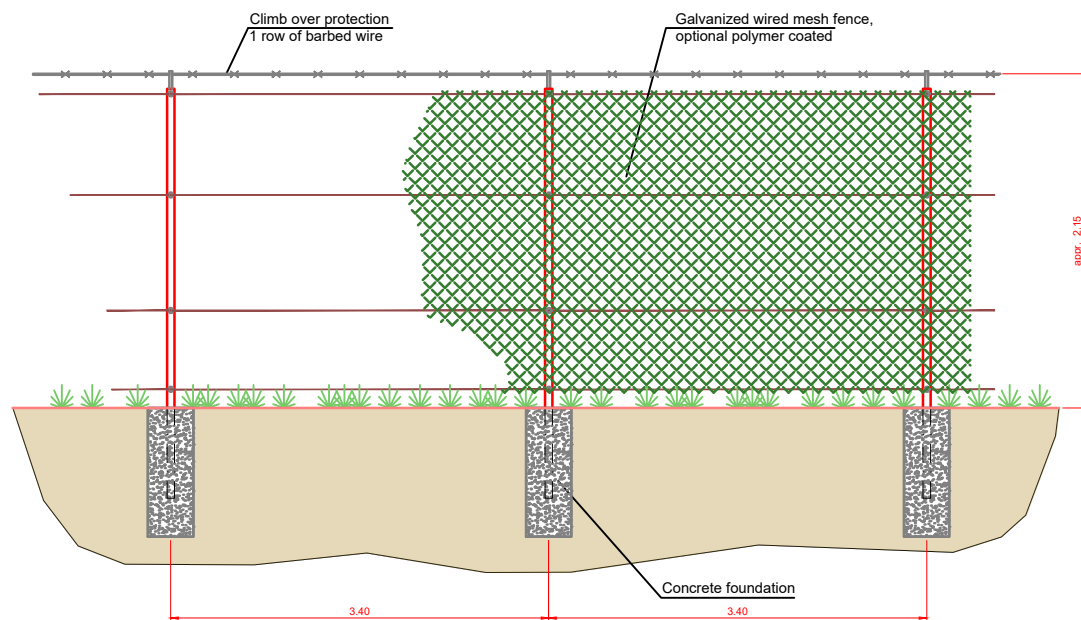 Climb over protection
1 row of barbed wire
Galvanized wired mesh fence,
optional polymer coated
appr. 2.15
Concrete foundation
3.40
3.40